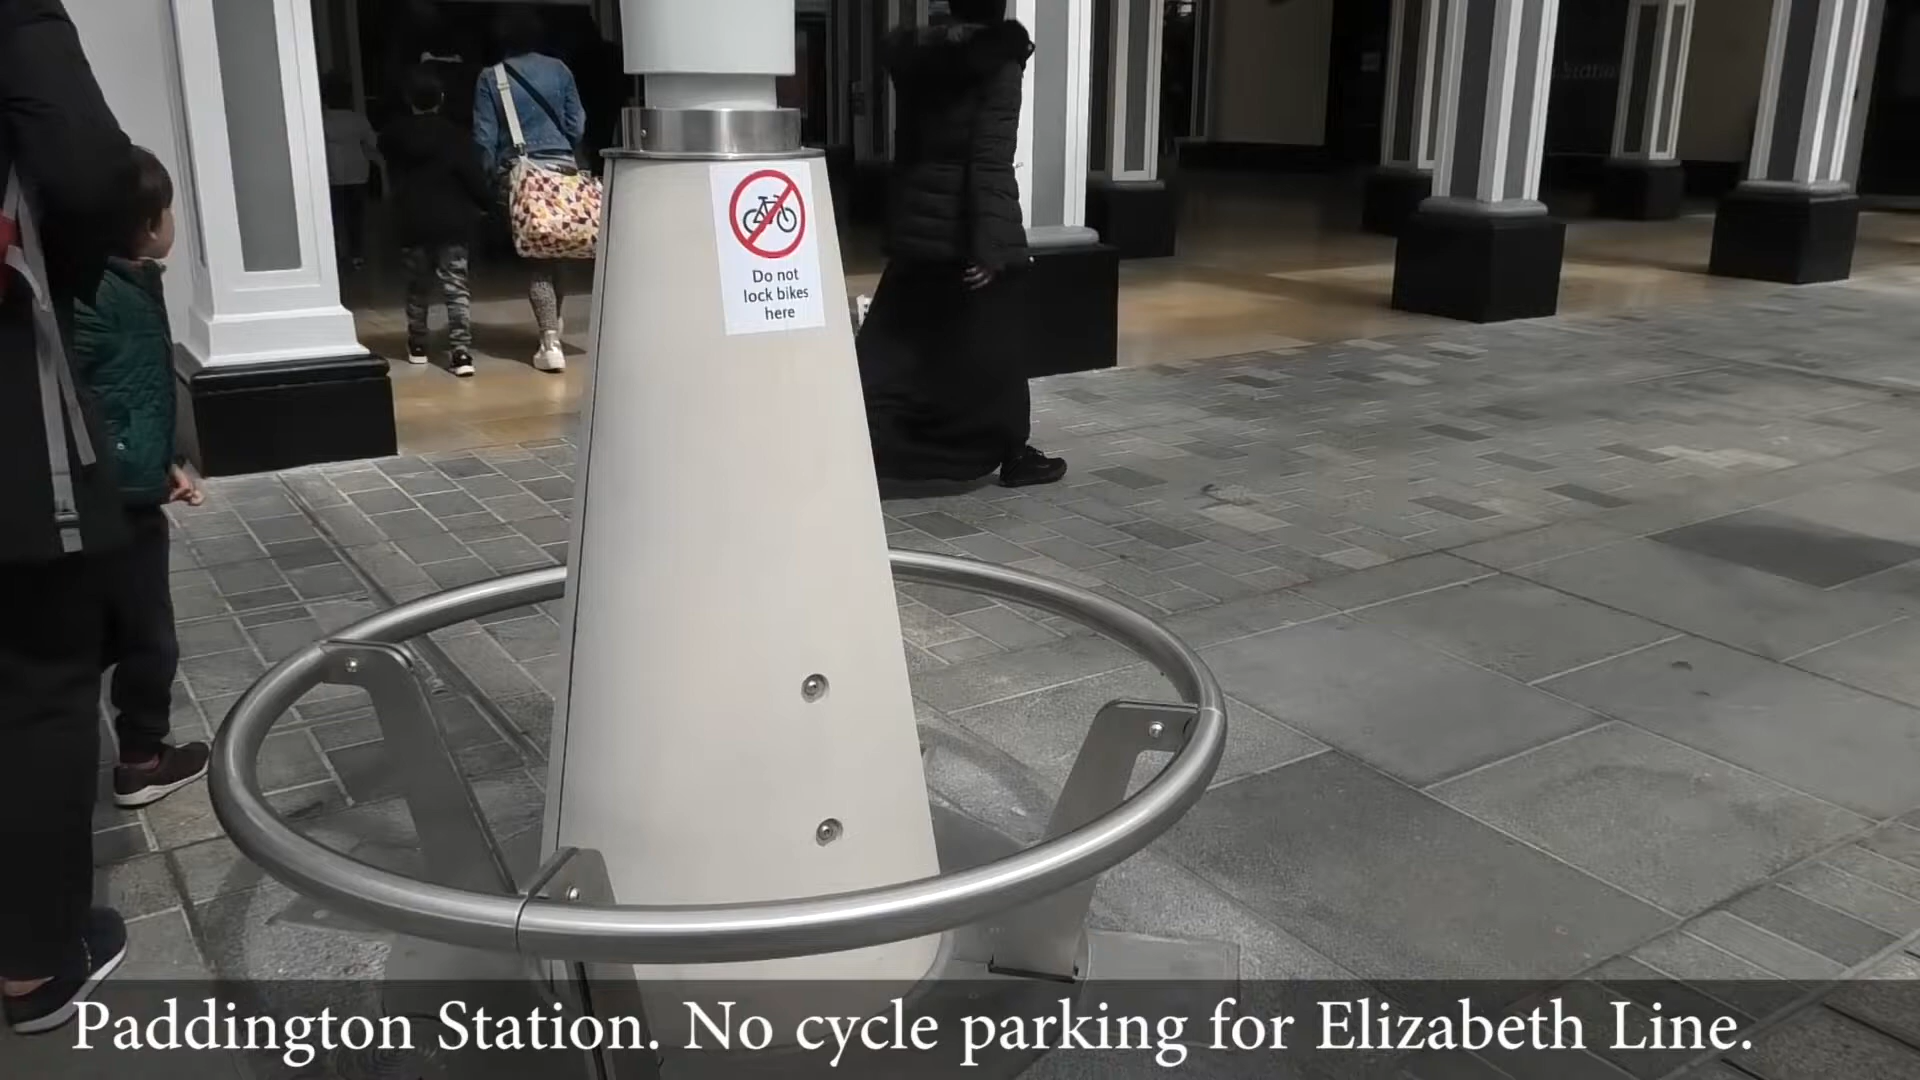 Do not
lock bikes
here
Paddington Station. No cycle parking for Elizabeth Line.